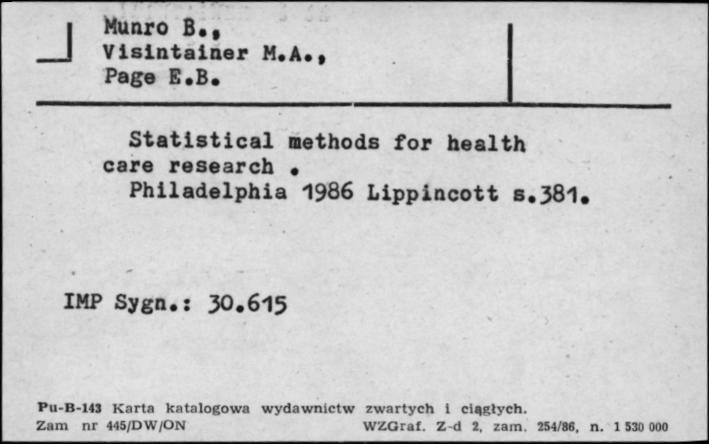 Munro B.,
Visintainer M.A.,
Page E.B.
Statistical methods for health
care research .
Philadelphia 1986 Lippincott s.381.
IMP Sygn.: 30.615
Pu-B-143 Karta katalogowa wydawnictw zwartych i ciągłych.
Zam nr 445/DW/ON WZGraf. Z-d 2, zam. 254/86, n. 1 530 000